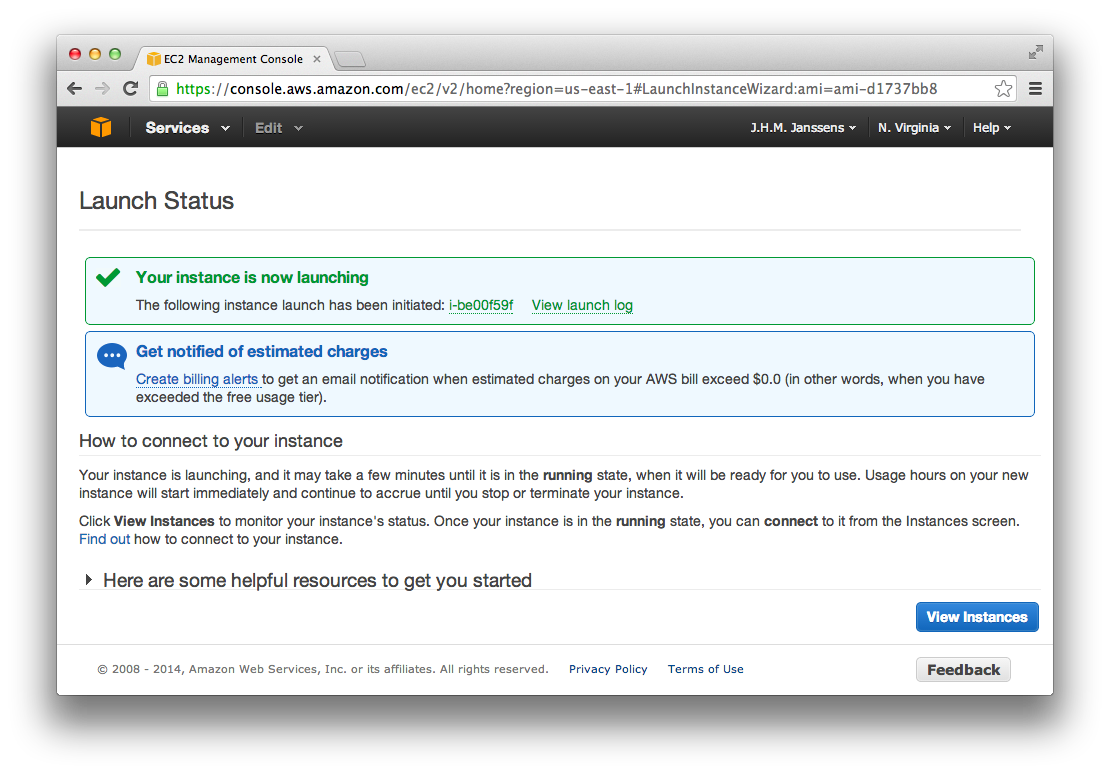 EC2 Management Console
https://console.aws.amazon.com/ec2/v2/home?region=us-east-1#LaunchInstanceWizard:ami=ami-d1737bb8
Services Edit J.H.M. Janssens N. Virginia Help
Launch Status
Your instance is now launching
The following instance launch has been initiated: i-be00f59f View launch log
Get notified of estimated charges
Create billing alerts to get an email notification when estimated charges on your AWS bill exceed $0.0 (in other words, when you have
exceeded the free usage tier).
How to connect to your instance
Your instance is launching, and it may take a few minutes until it is in the running state, when it will be ready for you to use. Usage hours on your new
instance will start immediately and continue to accrue until you stop or terminate your instance.
Click View Instances to monitor your instance's status. Once your instance is in the running state, you can connect to it from the Instances screen.
Find out how to connect to your instance.
Here are some helpful resources to get you started
View Instances
© 2008 - 2014, Amazon Web Services, Inc. or its affiliates. All rights reserved. Privacy Policy Terms of Use Feedback